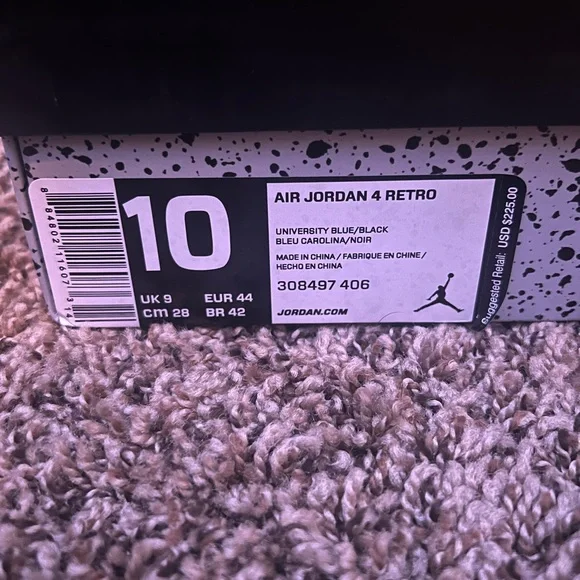 10
UK 9 EUR 44
CM 28 BR 42
AIR JORDAN 4 RETRO
UNIVERSITY BLUE/BLACK
BLEU CAROLINA/NOIR
MADE IN CHINA / FABRIQUE EN CHINE /
HECHO EN CHINA
308497 406
JORDAN.COM
Suggested Retail: USD $225.00